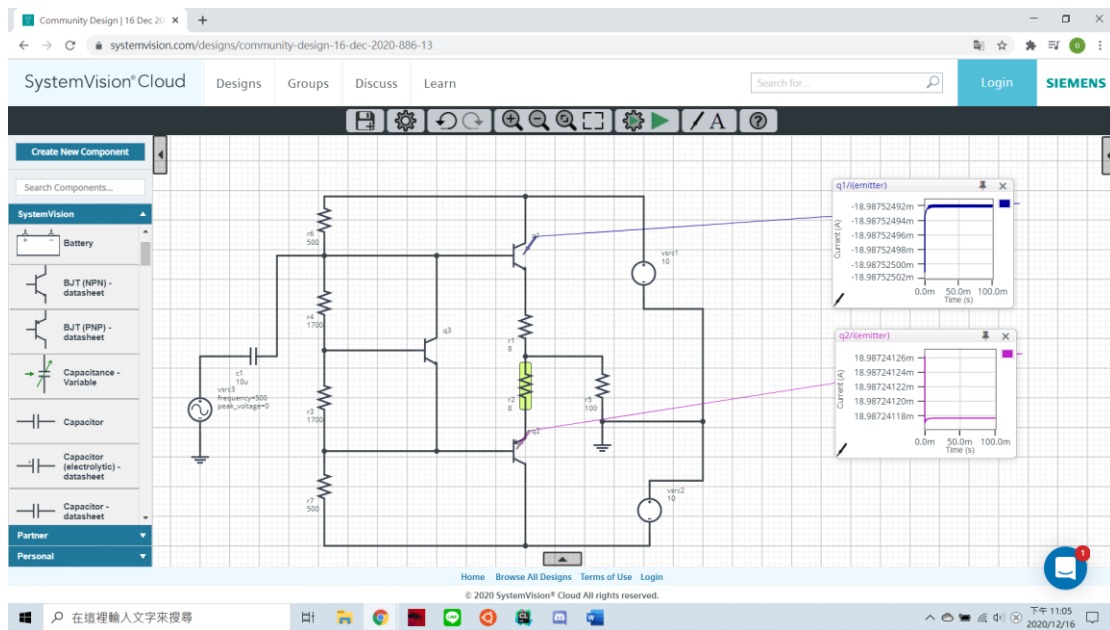 Community Design | 16 Dec 20
systemvision.com/designs/community-design-16-dec-2020-886-13
SystemVision® Cloud
Designs
Groups
Discuss
Learn
Search for...
Login
SIEMENS
A
?
Create New Component
Search Components...
SystemVision
Battery
BJT (NPN) -
datasheet
BJT (PNP) -
datasheet
Capacitance -
Variable
Capacitor
Capacitor
(electrolytic) -
datasheet
Capacitor -
datasheet
Partner
Personal
r6
500
r4
1700
r3
1700
r7
500
c1
10u
vsrc3
frequency=500
peak_voltage=0
q3
q1
r1
8
r2
8
q2
r5
100
vsrc1
10
vsrc2
10
q1/i(emitter)
Current (A)
-18.98752492m
-18.98752494m
-18.98752496m
-18.98752498m
-18.98752500m
-18.98752502m
0.0m 50.0m 100.0m
Time (s)
q2/i(emitter)
Current (A)
18.98724126m
18.98724124m
18.98724122m
18.98724120m
18.98724118m
0.0m 50.0m 100.0m
Time (s)
1
Home Browse All Designs Terms of Use Login
© 2020 SystemVision® Cloud All rights reserved.
在這裡輸入文字來搜尋
下午 11:05
2020/12/16